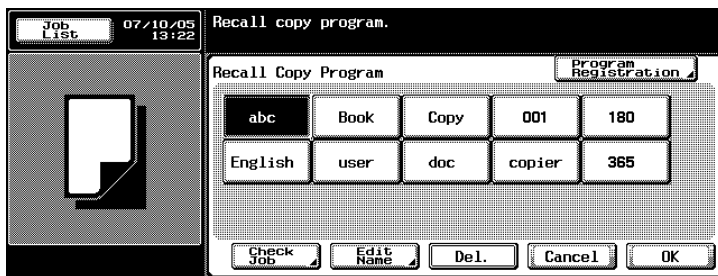 Job
List
07/10/05
13:22
Recall copy program.
Recall Copy Program
Program
Registration
abc Book Copy 001 180
English user doc copier 365
Check
Job
Edit
Name
Del. Cancel OK